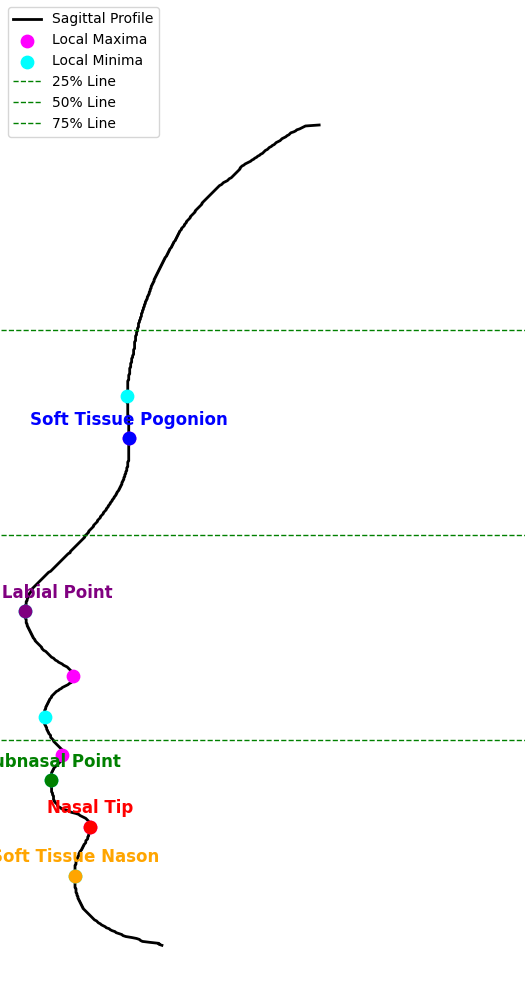 Sagittal Profile
Local Maxima
Local Minima
25% Line
50% Line
75% Line
Soft Tissue Pogonion
Labial Point
ubnasal Point
Nasal Tip
Soft Tissue Nason